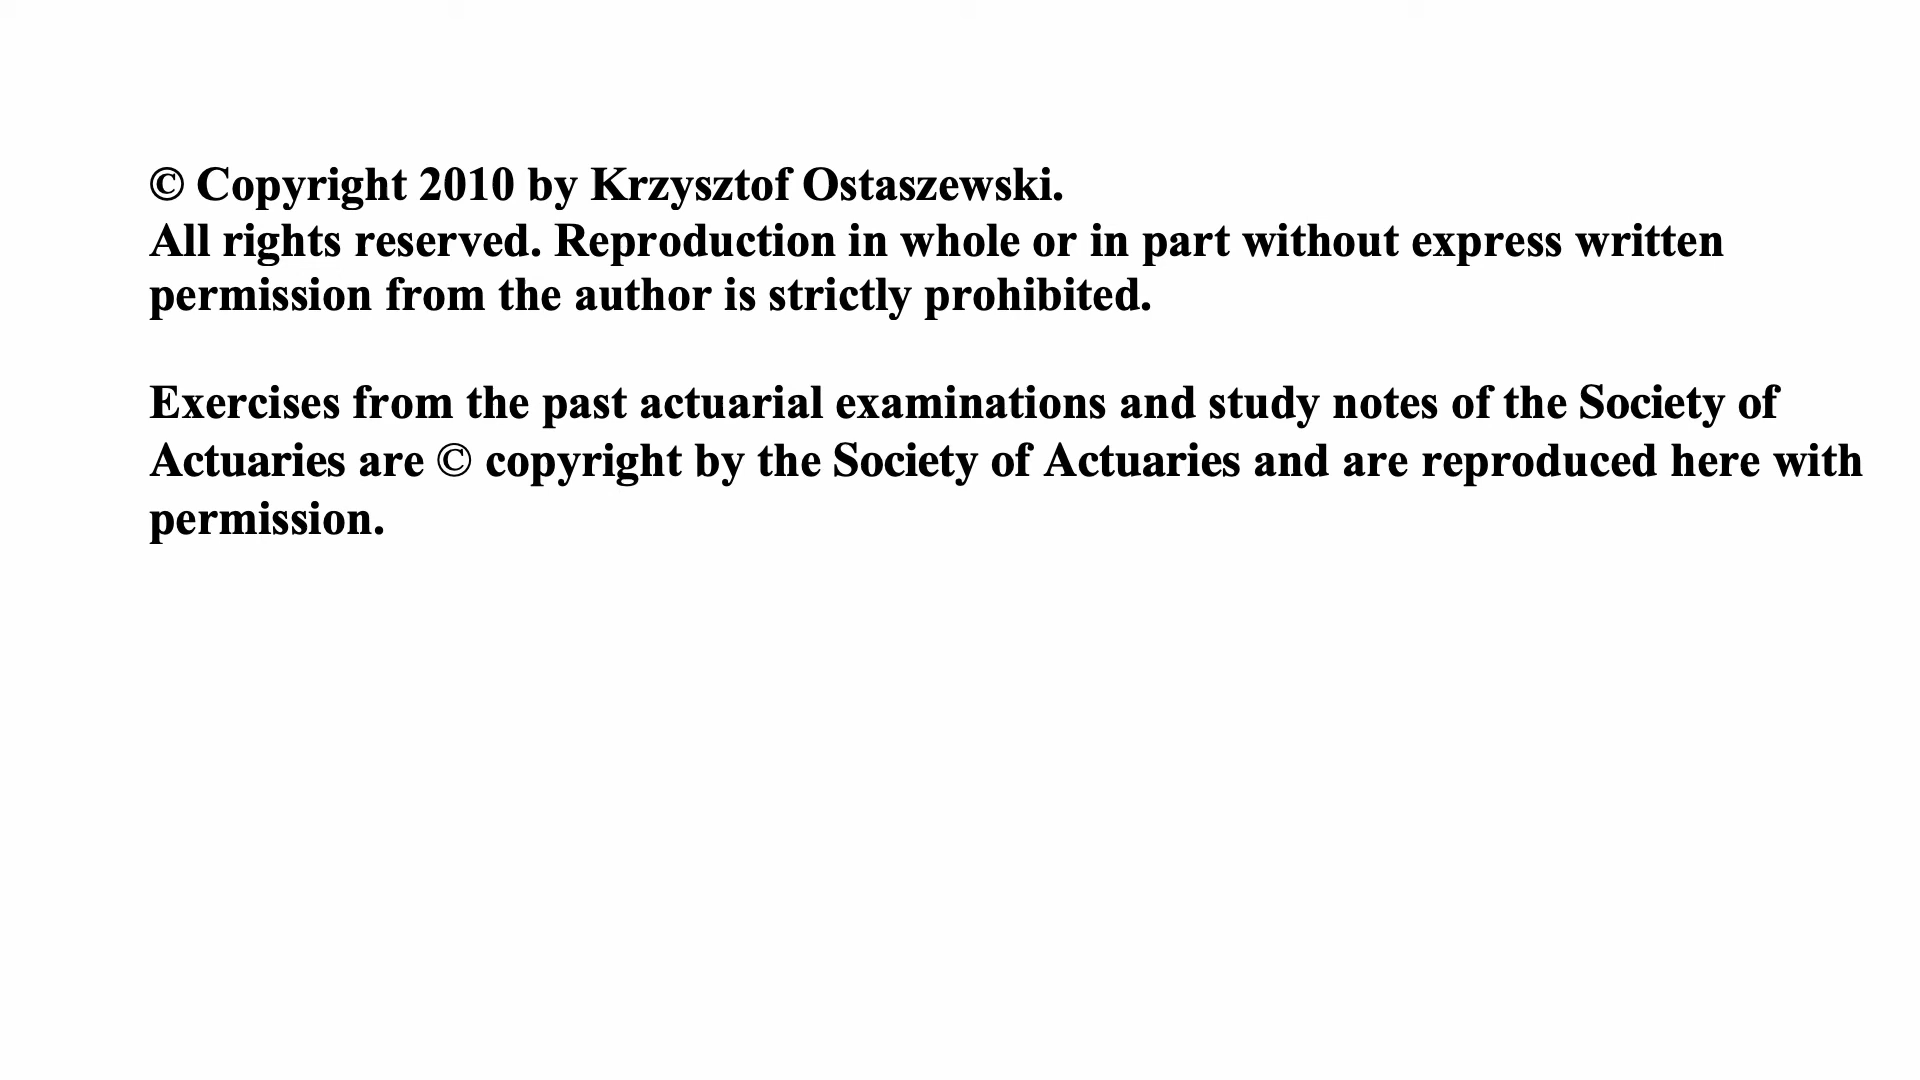 © Copyright 2010 by Krzysztof Ostaszewski.
All rights reserved. Reproduction in whole or in part without express written
permission from the author is strictly prohibited.
Exercises from the past actuarial examinations and study notes of the Society of
Actuaries are © copyright by the Society of Actuaries and are reproduced here with
permission.